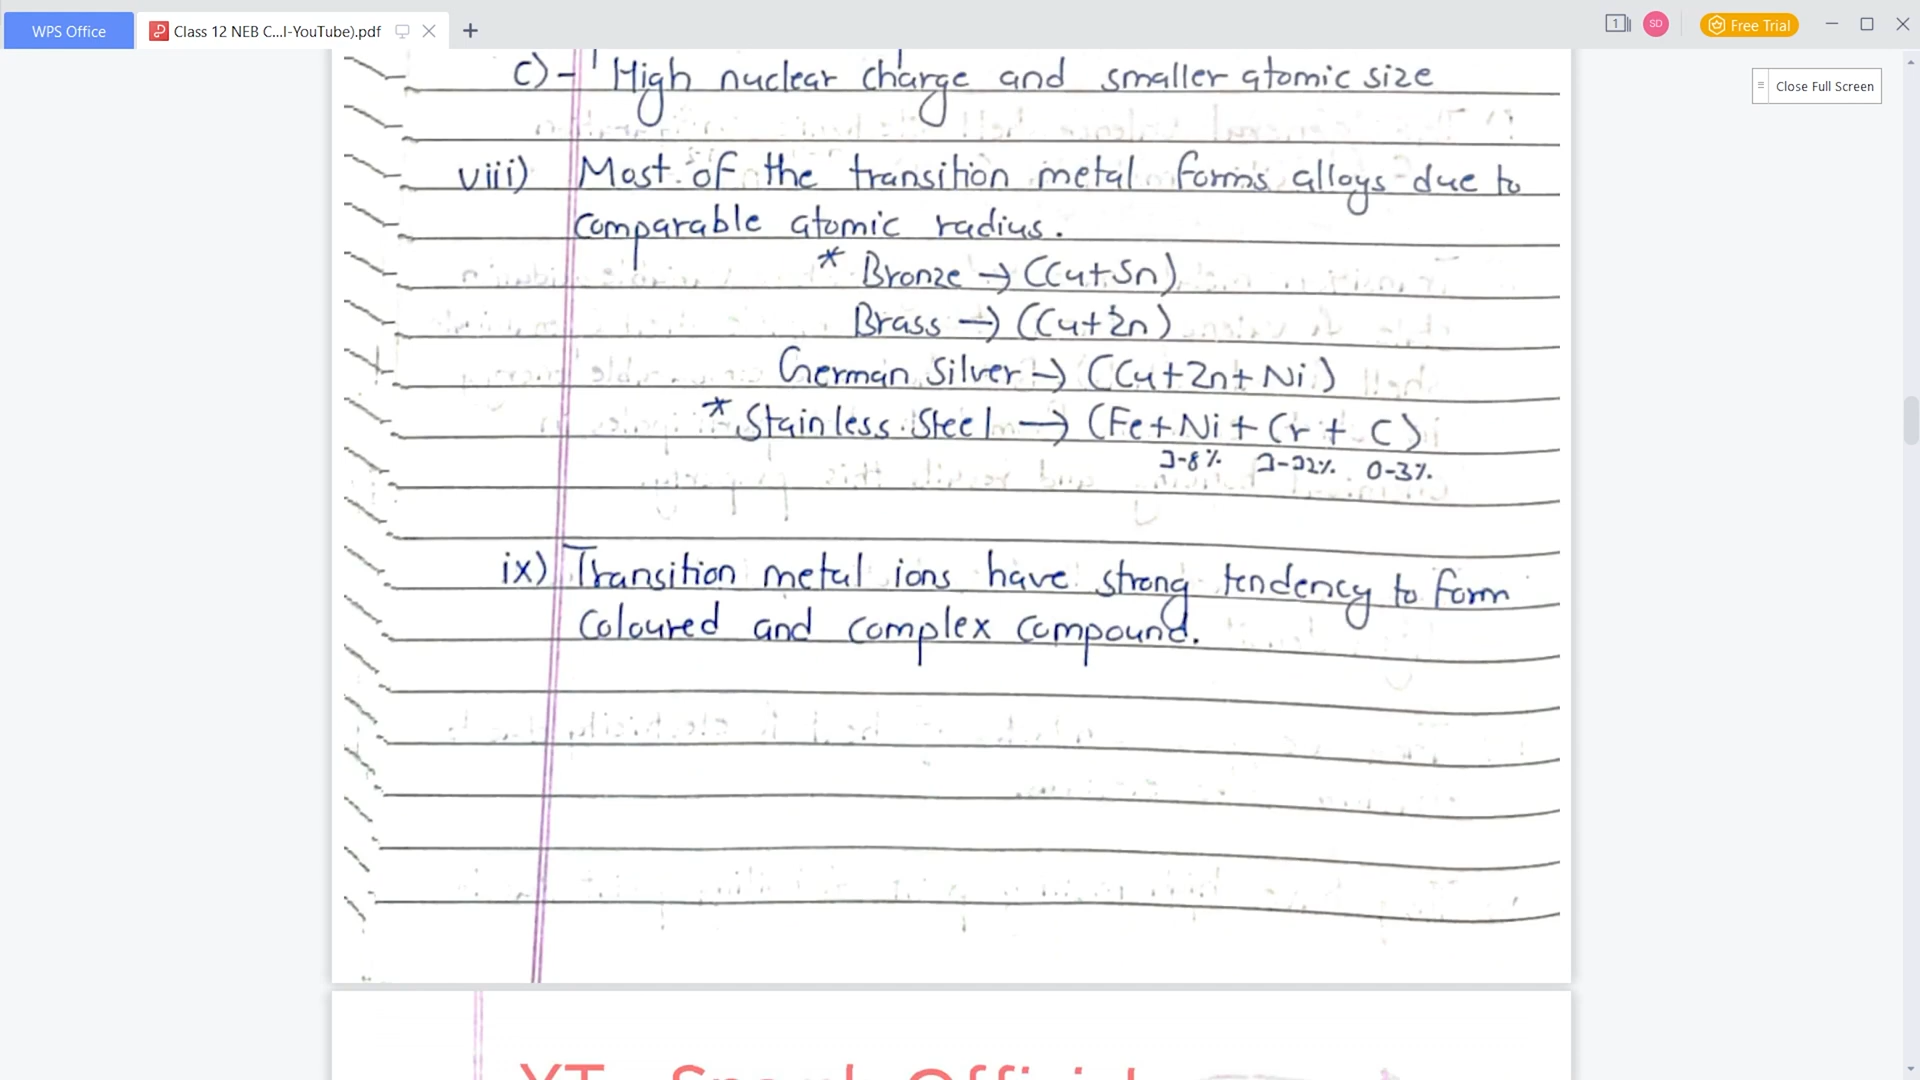 WPS Office
Class 12 NEB C...l-YouTube).pdf
1
SD
Free Trial
Close Full Screen
c) - High nuclear charge and smaller atomic size
viii) Most of the transition metal forms alloys due to
comparable atomic radius.
* Bronze → (Cu+Sn)
Brass → (Cu+Zn)
German Silver → (Cu+Zn+Ni)
* Stainless Steel → (Fe+Ni+Cr+C)
0-3%
ix) Transition metal ions have strong tendency to form
coloured and complex compound.